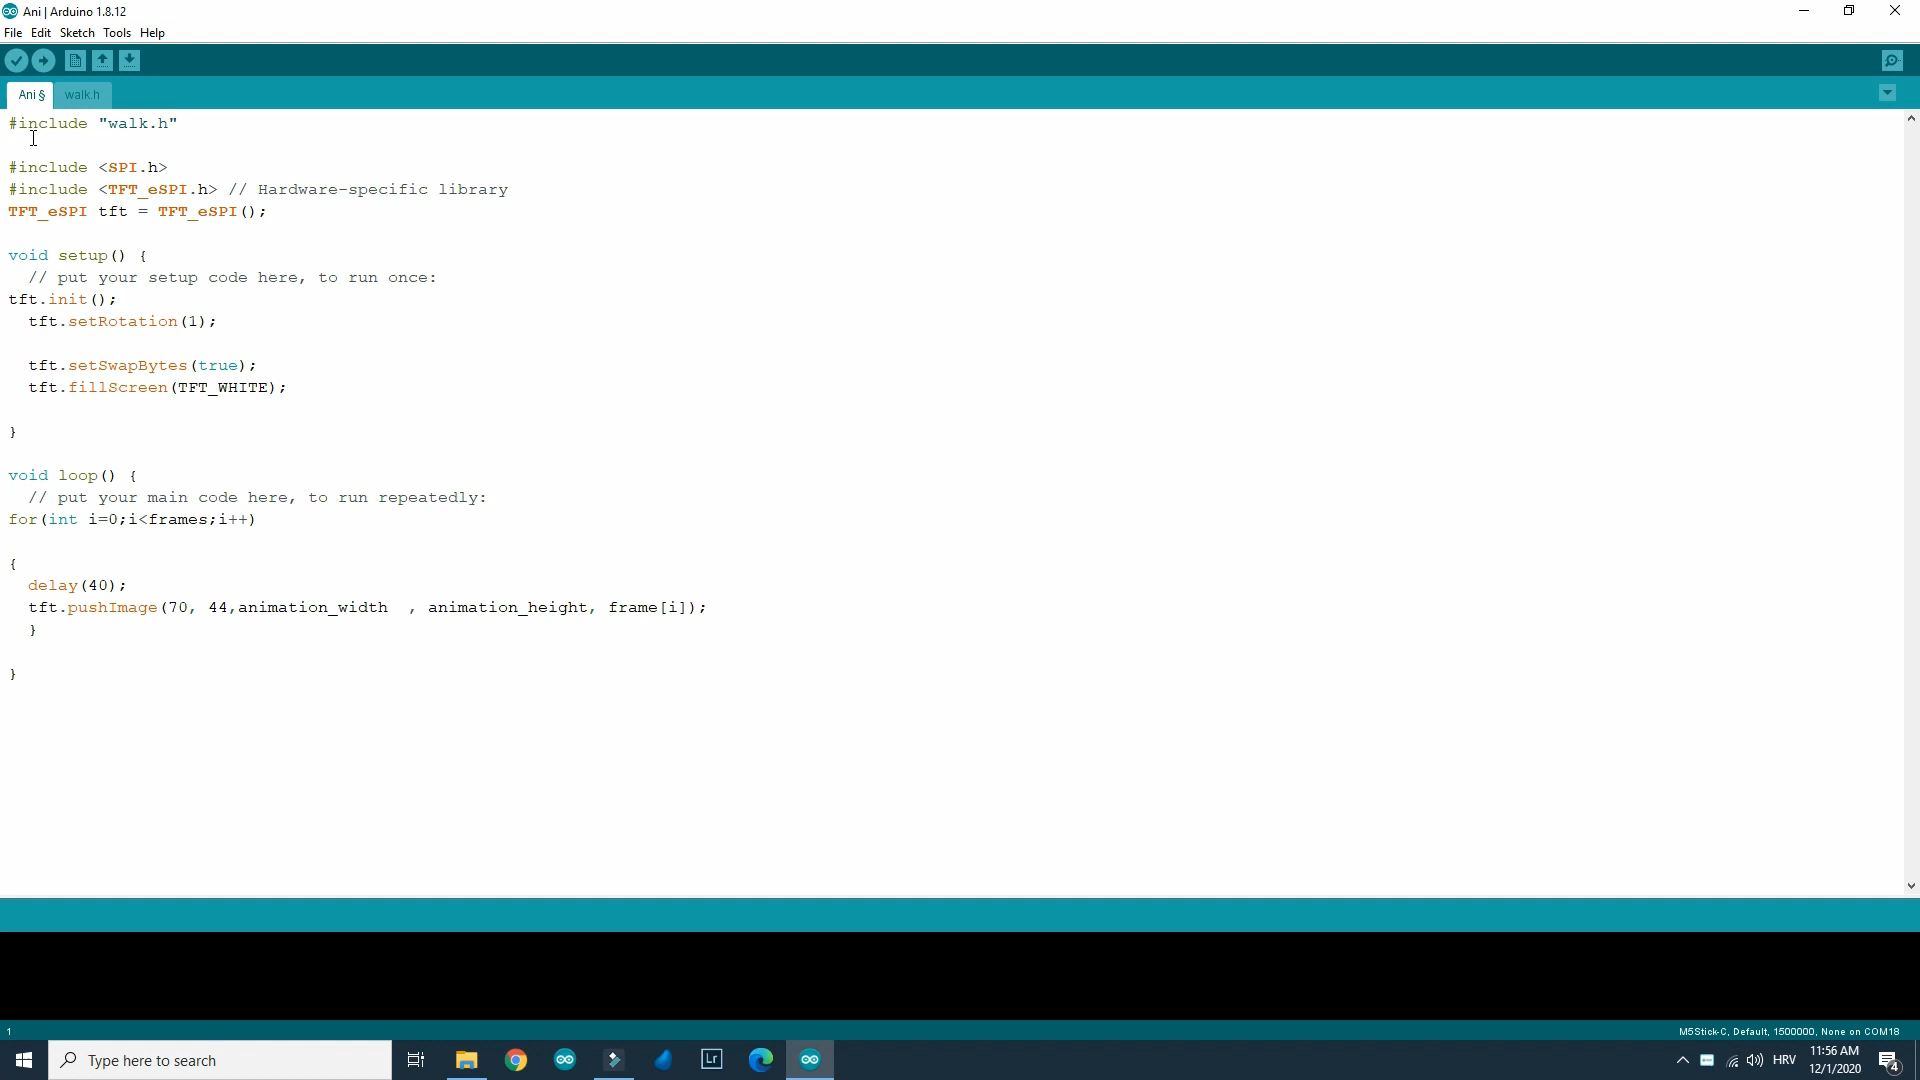 Ani | Arduino 1.8.12
File Edit Sketch Tools Help
Ani § walk.h
#include "walk.h"
#include <SPI.h>
#include <TFT_eSPI.h> // Hardware-specific library
TFT_eSPI tft = TFT_eSPI();
void setup() {
// put your setup code here, to run once:
tft.init();
tft.setRotation(1);
tft.setSwapBytes(true);
tft.fillScreen(TFT_WHITE);
}
void loop() {
// put your main code here, to run repeatedly:
for(int i=0;i<frames;i++)
{
delay(40);
tft.pushImage(70, 44,animation_width  , animation_height, frame[i]);
}
}
1 M5Stick-C, Default, 1500000, None on COM18
Type here to search Lr HRV 11:56 AM
12/1/2020 4